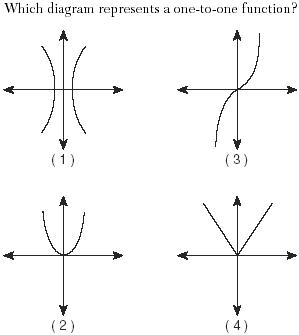 Which diagram represents a one-to-one function?
( 1 )
( 3 )
( 2 )
( 4 )